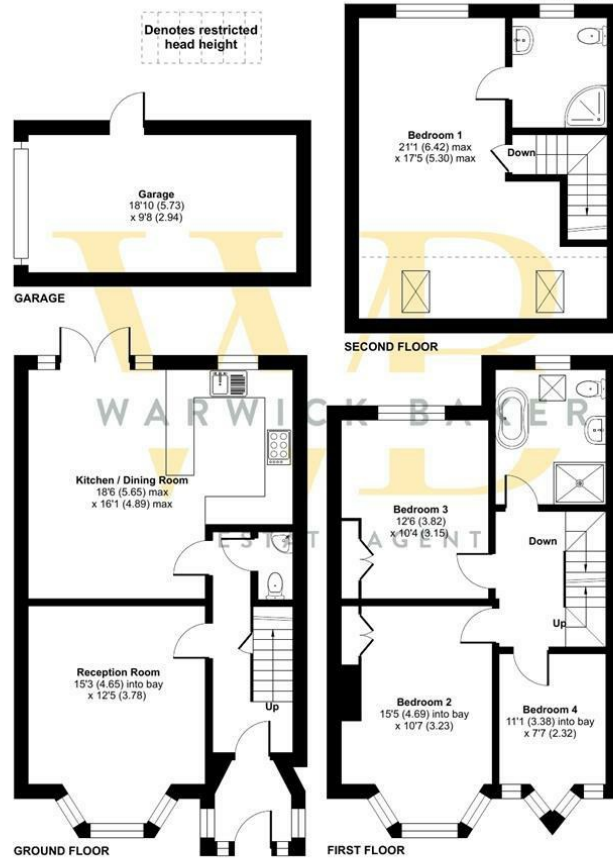 Denotes restricted
head height
Garage
18'10 (5.73)
x 9'8 (2.94)
GARAGE
Bedroom 1
21'1 (6.42) max
x 17'5 (5.30) max
Down
SECOND FLOOR
WB
WARWICK BAKER
ESTATE AGENT
Kitchen / Dining Room
18'6 (5.65) max
x 16'1 (4.89) max
Reception Room
15'3 (4.65) into bay
x 12'5 (3.78)
Up
GROUND FLOOR
Bedroom 3
12'6 (3.82)
x 10'4 (3.15)
Down
Up
Bedroom 2
15'5 (4.69) into bay
x 10'7 (3.23)
Bedroom 4
11'1 (3.38) into bay
x 7'7 (2.32)
FIRST FLOOR